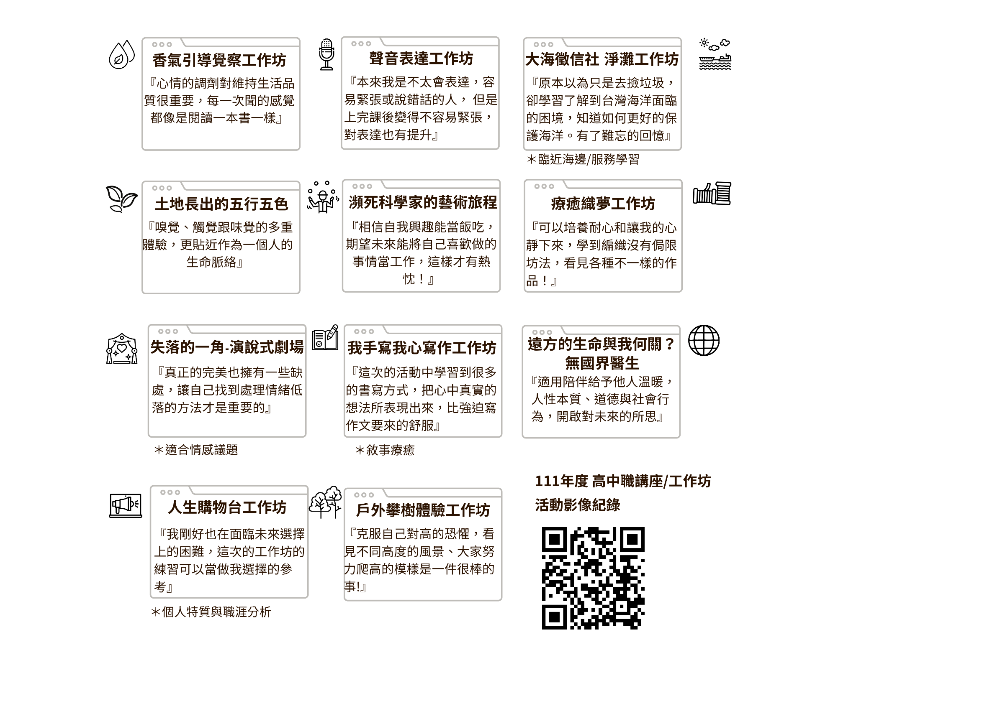 香氣引導覺察工作坊
『心情的調劑對維持生活品
質很重要，每一次聞的感覺
都像是閱讀一本書一樣』
聲音表達工作坊
『本來我是不太會表達，容
易緊張或說錯話的人， 但是
上完課後變得不容易緊張，
對表達也有提升』
大海徵信社 淨灘工作坊
『原本以為只是去撿垃圾，
卻學習了解到台灣海洋面臨
的困境，知道如何更好的保
護海洋。有了難忘的回憶』
＊臨近海邊/服務學習
土地長出的五行五色
『嗅覺、觸覺跟味覺的多重
體驗，更貼近作為一個人的
生命脈絡』
瀕死科學家的藝術旅程
『相信自我興趣能當飯吃，
期望未來能將自己喜歡做的
事情當工作，這樣才有熱
忱！』
療癒織夢工作坊
『可以培養耐心和讓我的心
靜下來，學到編織沒有侷限
坊法，看見各種不一樣的作
品！』
失落的一角-演說式劇場
『真正的完美也擁有一些缺
處，讓自己找到處理情緒低
落的方法才是重要的』
＊適合情感議題
我手寫我心寫作工作坊
『這次的活動中學習到很多
的書寫方式，把心中真實的
想法所表現出來，比強迫寫
作文要來的舒服』
＊敘事療癒
遠方的生命與我何關？
無國界醫生
『適用陪伴給予他人溫暖，
人性本質、道德與社會行
為，開啟對未來的所思』
人生購物台工作坊
『我剛好也在面臨未來選擇
上的困難，這次的工作坊的
練習可以當做我選擇的參
考』
＊個人特質與職涯分析
戶外攀樹體驗工作坊
『克服自己對高的恐懼，看
見不同高度的風景、大家努
力爬高的模樣是一件很棒的
事!』
111年度 高中職講座/工作坊
活動影像紀錄